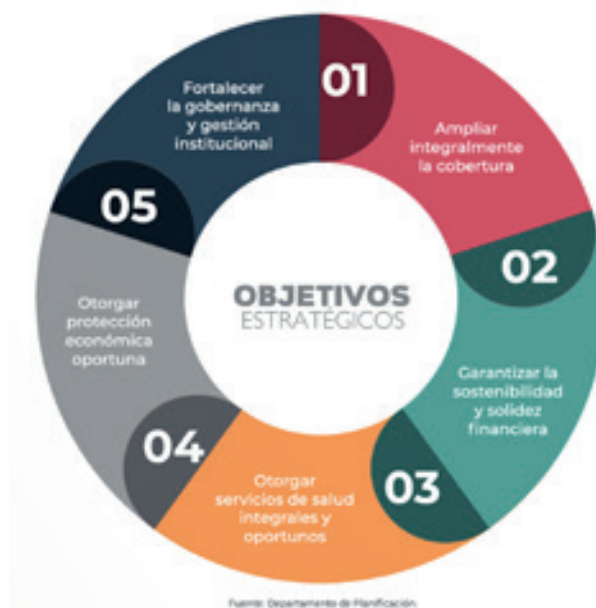 OBJETIVOS
ESTRATÉGICOS
01
Ampliar
integralmente
la cobertura
02
Garantizar la
sostenibilidad
y solidez
financiera
03
Otorgar
servicios de salud
integrales y
oportunos
04
Otorgar
protección
económica
oportuna
05
Fortalecer
la gobernanza
y gestión
institucional
Fuente: Departamento de Planificación.